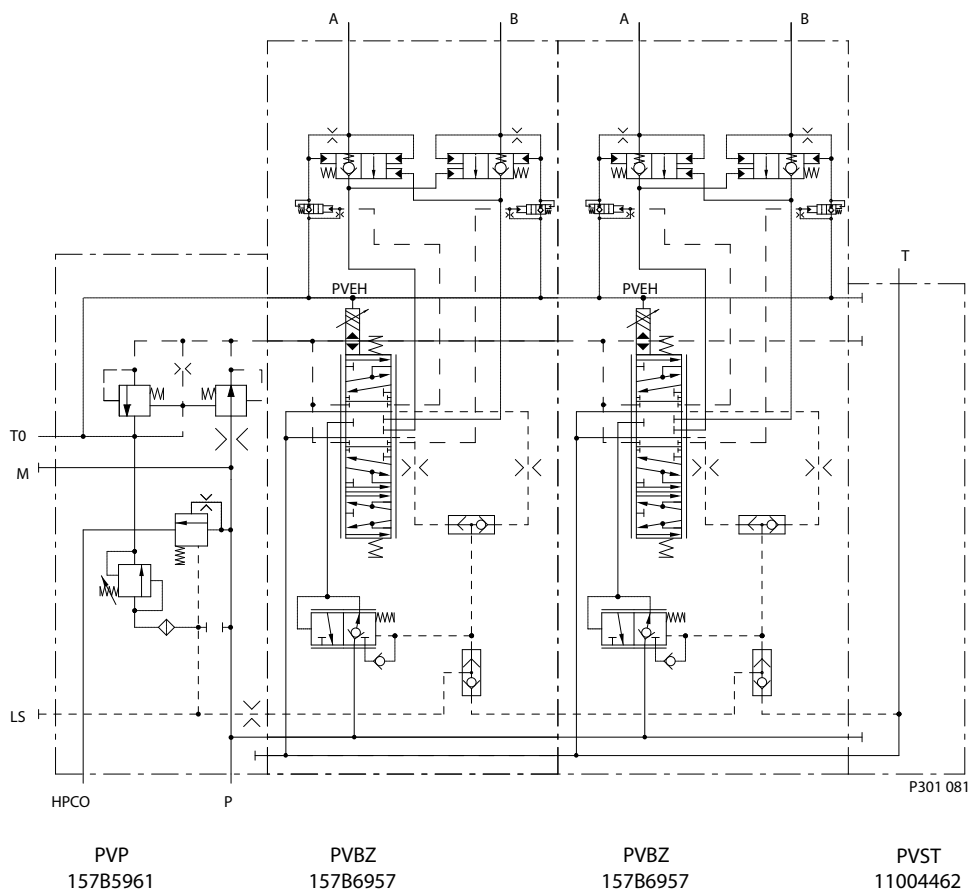 A B A B
T
PVEH PVEH
T0
M
LS
P301 081
HPCO P
PVP PVBZ PVBZ PVST
157B5961 157B6957 157B6957 11004462